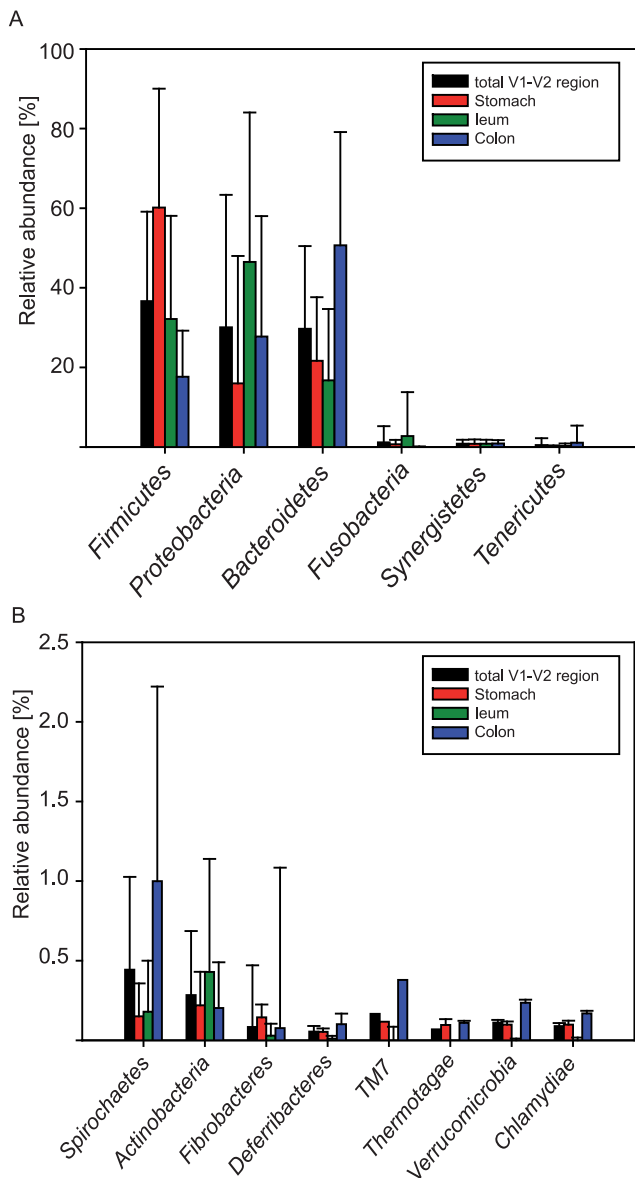 A
100
80
60
40
20
Relative abundance [%]
total V1-V2 region
Stomach
Ileum
Colon
Firmicutes
Proteobacteria
Bacteroidetes
Fusobacteria
Synergistetes
Tenericutes
B
2.5
2.0
1.5
1.0
0.5
Relative abundance [%]
total V1-V2 region
Stomach
Ileum
Colon
Spirochaetes
Actinobacteria
Fibrobacteres
Deferribacteres
TM7
Thermotagae
Verrucomicrobia
Chlamydiae